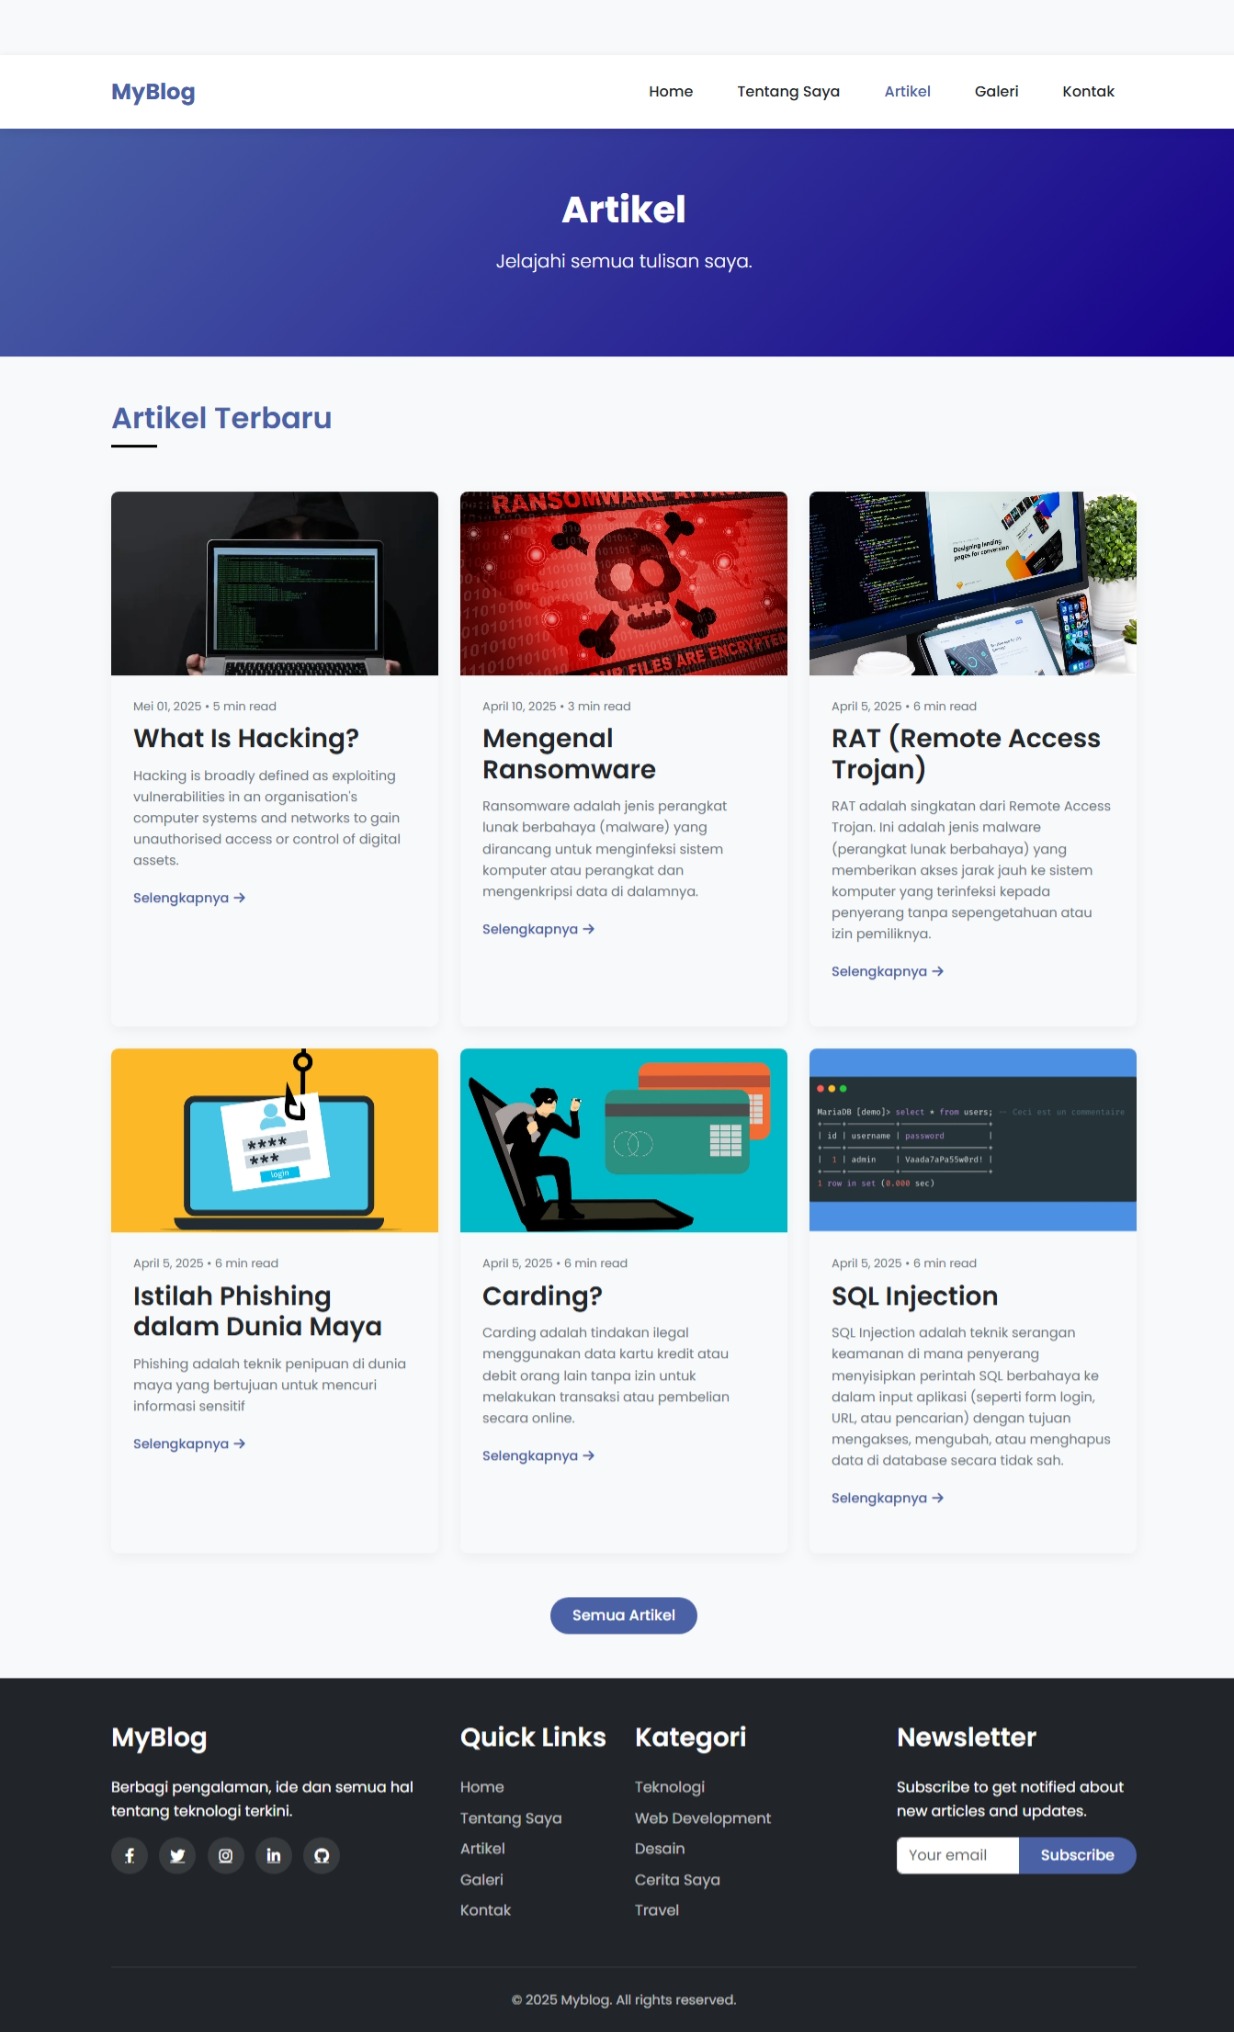 MyBlog
Home
Tentang Saya
Artikel
Galeri
Kontak
Artikel
Jelajahi semua tulisan saya.
Artikel Terbaru
RANSOMWARE ATTACK
YOUR FILES ARE ENCRYPTED
Designing landing
pages for conversion
Mei 01, 2025 • 5 min read
What Is Hacking?
Hacking is broadly defined as exploiting
vulnerabilities in an organisation's
computer systems and networks to gain
unauthorised access or control of digital
assets.
Selengkapnya →
April 10, 2025 • 3 min read
Mengenal
Ransomware
Ransomware adalah jenis perangkat
lunak berbahaya (malware) yang
dirancang untuk menginfeksi sistem
komputer atau perangkat dan
mengenkripsi data di dalamnya.
Selengkapnya →
April 5, 2025 • 6 min read
RAT (Remote Access
Trojan)
RAT adalah singkatan dari Remote Access
Trojan. Ini adalah jenis malware
(perangkat lunak berbahaya) yang
memberikan akses jarak jauh ke sistem
komputer yang terinfeksi kepada
penyerang tanpa sepengetahuan atau
izin pemiliknya.
Selengkapnya →
****
***
login
MariaDB [demo]> select * from users; -- Ceci est un commentaire
| id | username | password |
| 1 | admin | Vaada7aPa55w0rd! |
1 row in set (0.000 sec)
April 5, 2025 • 6 min read
Istilah Phishing
dalam Dunia Maya
Phishing adalah teknik penipuan di dunia
maya yang bertujuan untuk mencuri
informasi sensitif
Selengkapnya →
April 5, 2025 • 6 min read
Carding?
Carding adalah tindakan ilegal
menggunakan data kartu kredit atau
debit orang lain tanpa izin untuk
melakukan transaksi atau pembelian
secara online.
Selengkapnya →
April 5, 2025 • 6 min read
SQL Injection
SQL Injection adalah teknik serangan
keamanan di mana penyerang
menyisipkan perintah SQL berbahaya ke
dalam input aplikasi (seperti form login,
URL, atau pencarian) dengan tujuan
mengakses, mengubah, atau menghapus
data di database secara tidak sah.
Selengkapnya →
Semua Artikel
MyBlog
Berbagi pengalaman, ide dan semua hal
tentang teknologi terkini.
Quick Links
Home
Tentang Saya
Artikel
Galeri
Kontak
Kategori
Teknologi
Web Development
Desain
Cerita Saya
Travel
Newsletter
Subscribe to get notified about
new articles and updates.
Your email
Subscribe
© 2025 Myblog. All rights reserved.